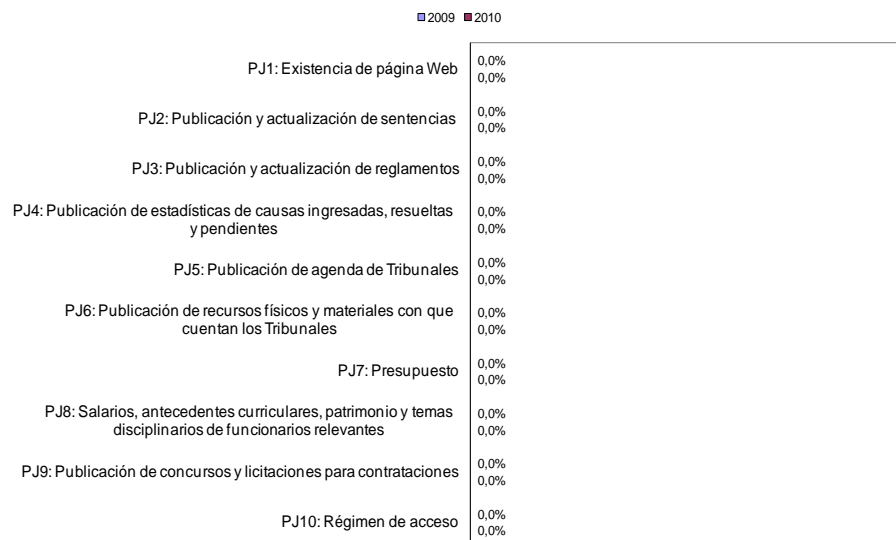 2009 2010
PJ1: Existencia de página Web
0,0%
0,0%
PJ2: Publicación y actualización de sentencias
0,0%
0,0%
PJ3: Publicación y actualización de reglamentos
0,0%
0,0%
PJ4: Publicación de estadísticas de causas ingresadas, resueltas
y pendientes
0,0%
0,0%
PJ5: Publicación de agenda de Tribunales
0,0%
0,0%
PJ6: Publicación de recursos físicos y materiales con que
cuentan los Tribunales
0,0%
0,0%
PJ7: Presupuesto
0,0%
0,0%
PJ8: Salarios, antecedentes curriculares, patrimonio y temas
disciplinarios de funcionarios relevantes
0,0%
0,0%
PJ9: Publicación de concursos y licitaciones para contrataciones
0,0%
0,0%
PJ10: Régimen de acceso
0,0%
0,0%